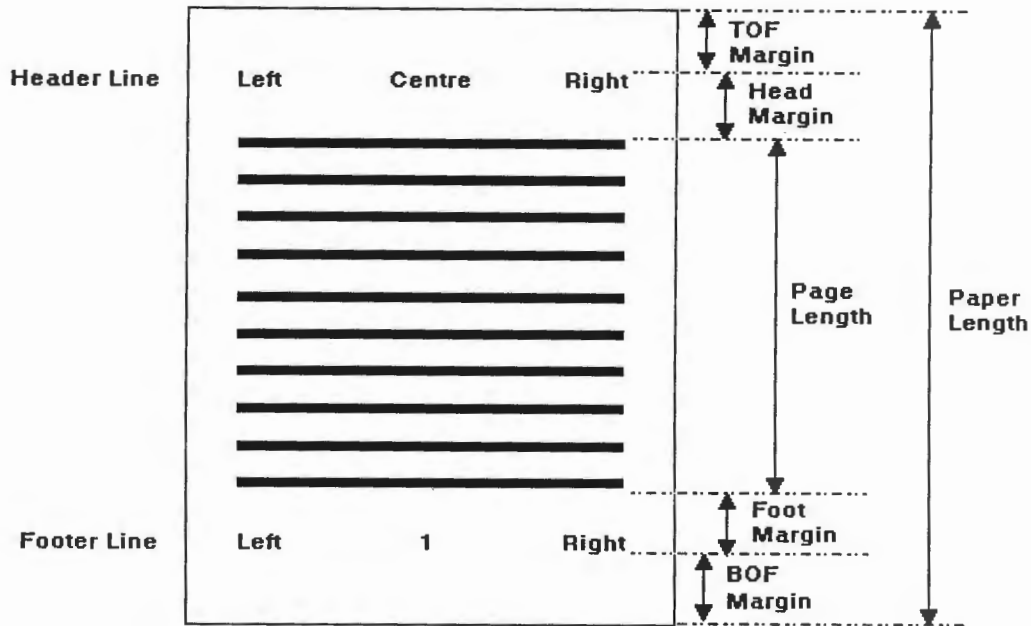 TOF
Margin
Header Line Left Centre Right
Head
Margin
Page
Length
Paper
Length
Foot
Margin
Footer Line Left 1 Right
BOF
Margin